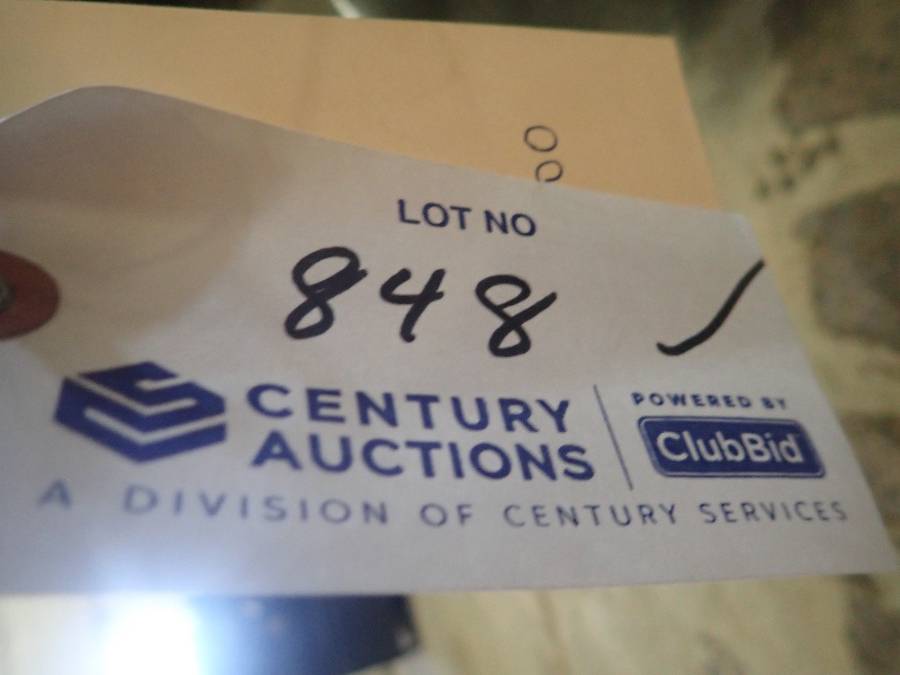 LOT NO
848
CENTURY
AUCTIONS
POWERED BY
ClubBid
A DIVISION OF CENTURY SERVICES